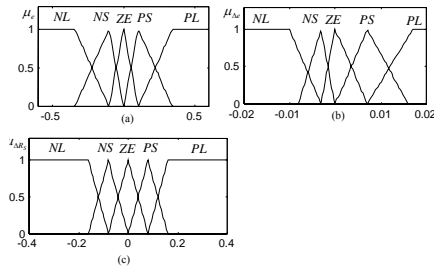 μe NL NS ZE PS PL
1
0.5
0
-0.5 0 0.5
(a)
μΔe NL NS ZE PS PL
1
0.5
0
-0.02 -0.01 0 0.01 0.02
(b)
μΔRs NL NS ZE PS PL
1
0.5
0
-0.4 -0.2 0 0.2 0.4
(c)